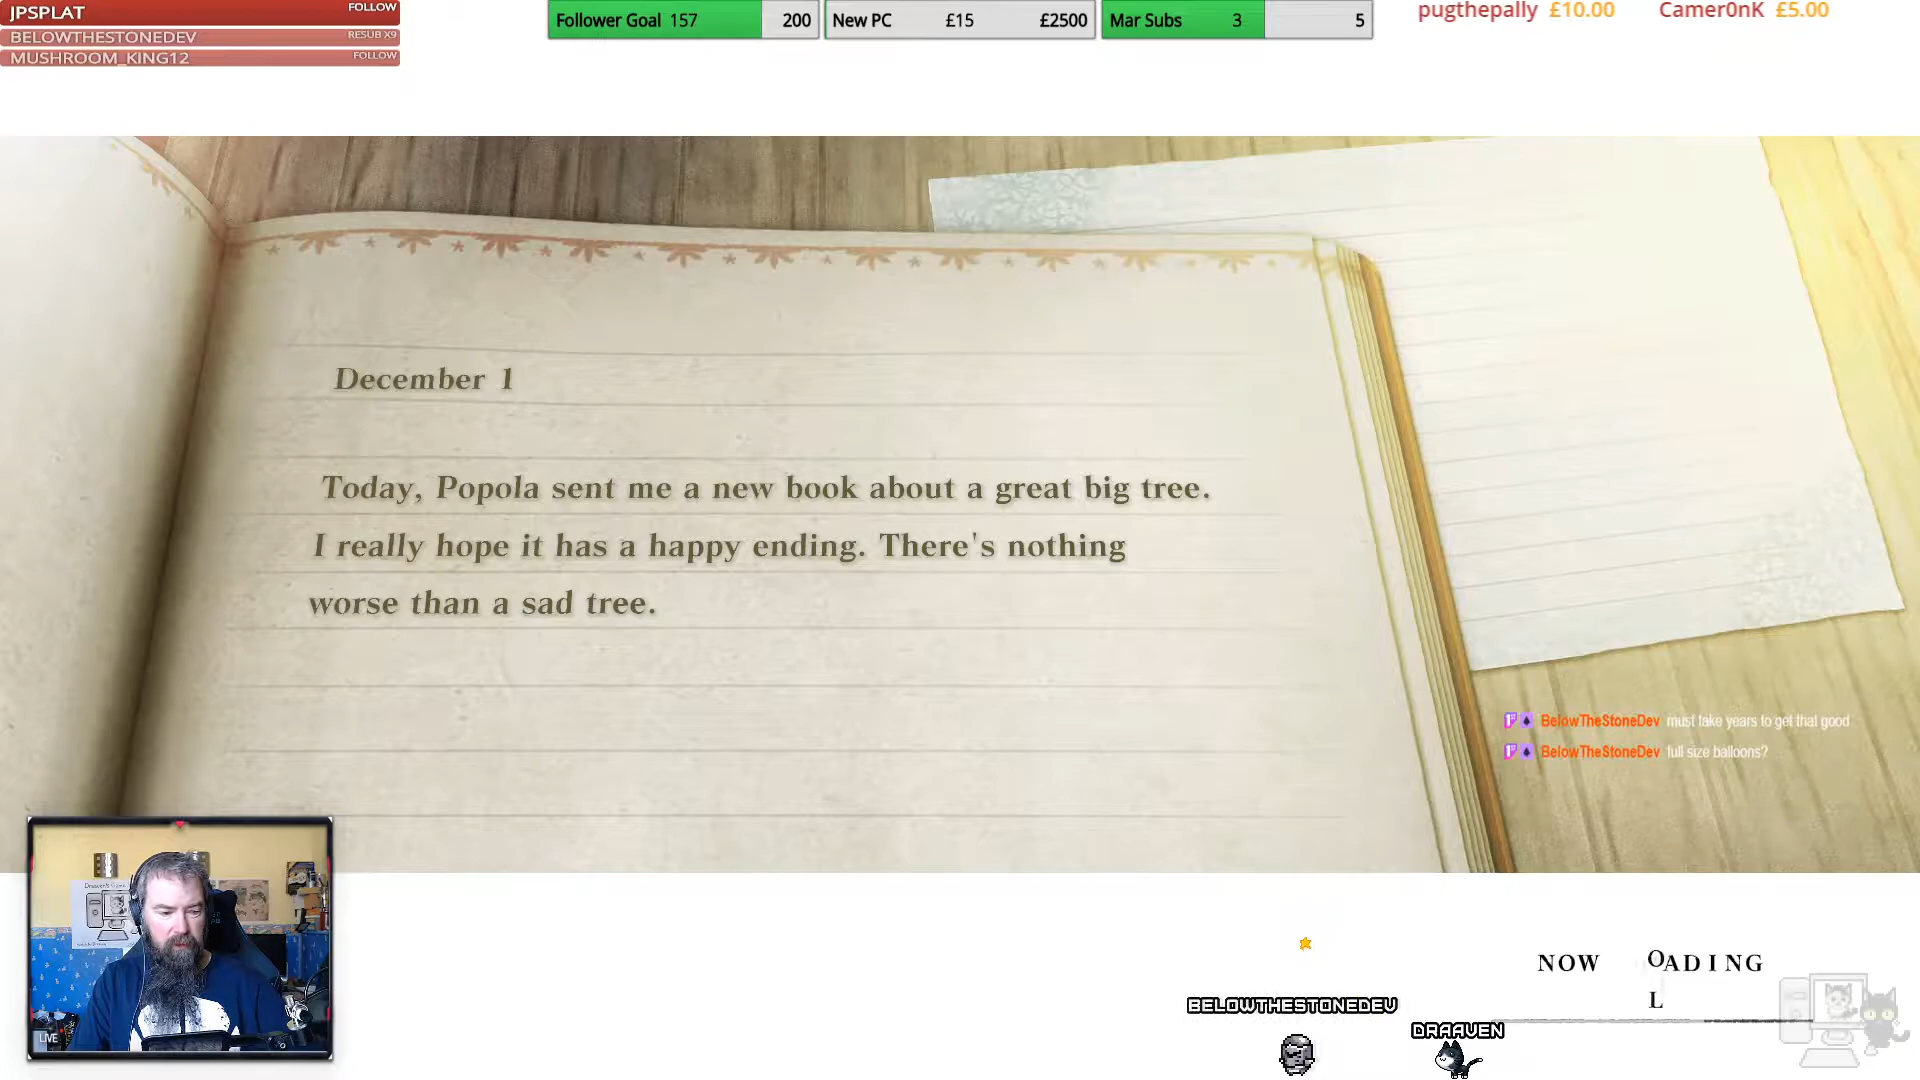 JPSPLAT FOLLOW
BELOWTHESTONEDEV RESUB X9
MUSHROOM_KING12 FOLLOW
Follower Goal 157 200
New PC £15 £2500
Mar Subs 3 5
pugthepally £10.00 Camer0nK £5.00
December 1
Today, Popola sent me a new book about a great big tree.
I really hope it has a happy ending. There's nothing
worse than a sad tree.
BelowTheStoneDev must take years to get that good
BelowTheStoneDev full size balloons?
NOW LOADING
BELOWTHESTONEDEV
DRAAVEN
LIVE